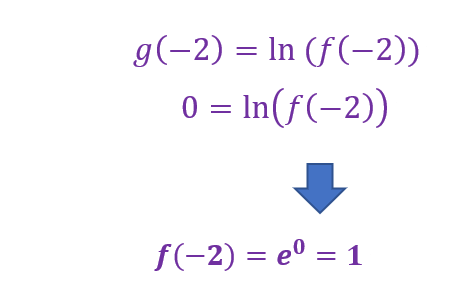 g(−2) = ln (f(−2))
0 = ln(f(−2))
f(−2) = e⁰ = 1